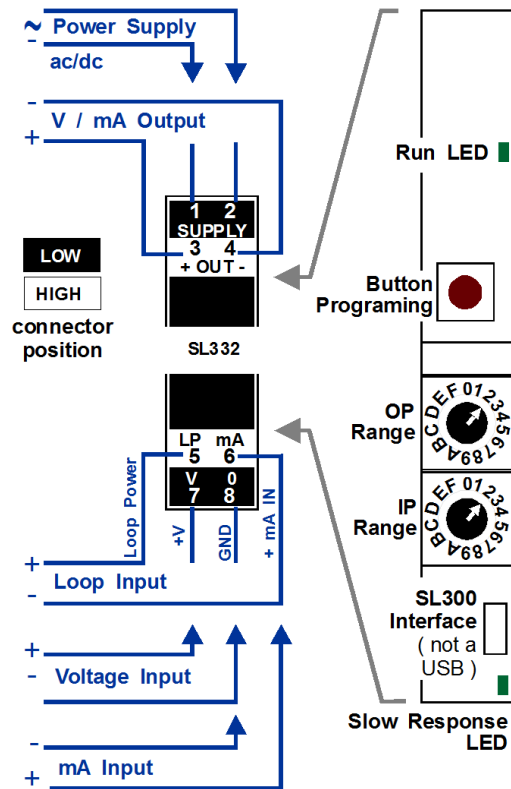 ~ Power Supply
-
ac/dc
-
V / mA Output
+
Run LED
1 2
SUPPLY
3 4
+ OUT -
LOW
HIGH
connector
position
Button
Programing
SL332
OP
Range
0123456789ABCDEF
LP mA
5 6
V 0
7 8
Loop Power
+V
GND
+ mA IN
IP
Range
0123456789ABCDEF
+
Loop Input
-
SL300
Interface
( not a
USB )
+
- Voltage Input
Slow Response
LED
-
mA Input
+